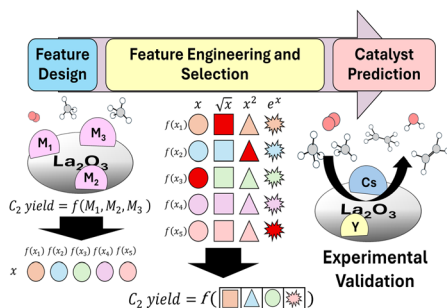 Feature Design
Feature Engineering and Selection
Catalyst Prediction
M₁
M₃
La₂O₃
M₂
C₂ yield = f(M₁, M₂, M₃)
f(x₁) f(x₂) f(x₃) f(x₄) f(x₅)
x
x √x x² eˣ
f(x₁)
f(x₂)
f(x₃)
f(x₄)
f(x₅)
C₂ yield = f( )
Cs
La₂O₃
Y
Experimental
Validation